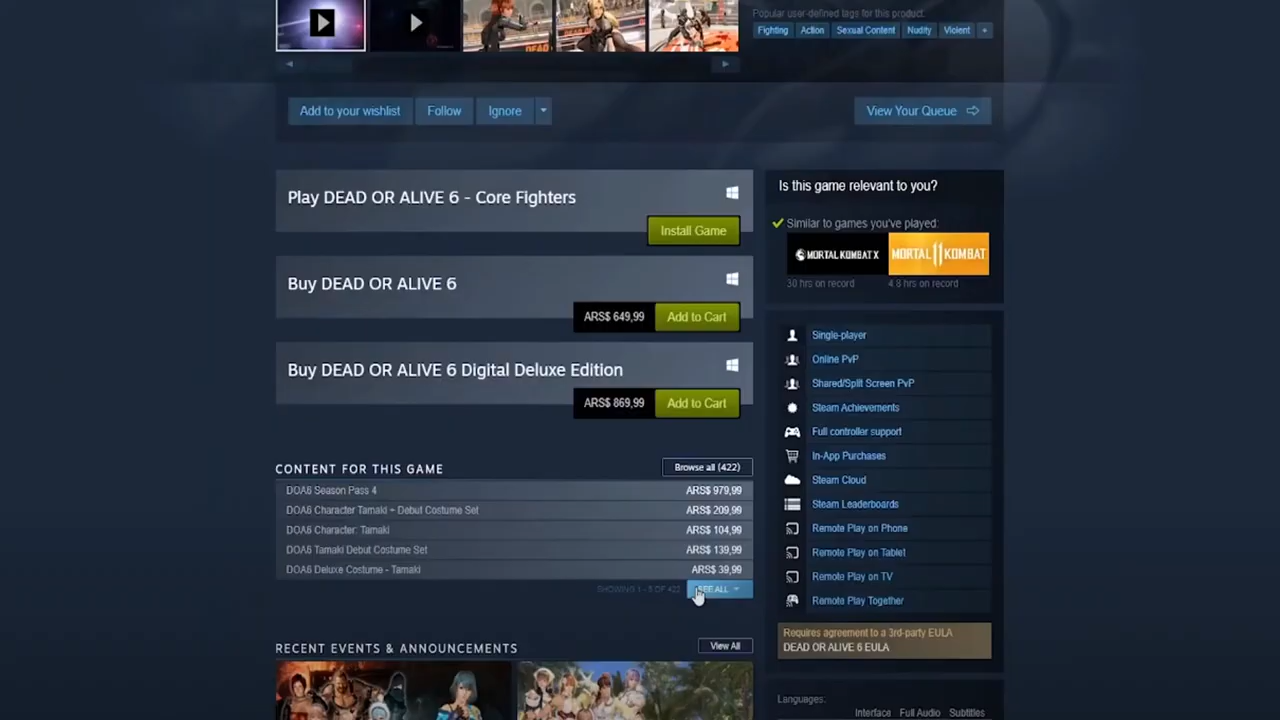 Popular user-defined tags for this product:
Fighting Action Sexual Content Nudity Violent +
Add to your wishlist Follow Ignore View Your Queue
Play DEAD OR ALIVE 6 - Core Fighters
Install Game
Buy DEAD OR ALIVE 6
ARS$ 649,99 Add to Cart
Buy DEAD OR ALIVE 6 Digital Deluxe Edition
ARS$ 869,99 Add to Cart
CONTENT FOR THIS GAME Browse all (422)
DOA6 Season Pass 4 ARS$ 979,99
DOA6 Character Tamaki + Debut Costume Set ARS$ 209,99
DOA6 Character: Tamaki ARS$ 104,99
DOA6 Tamaki Debut Costume Set ARS$ 139,99
DOA6 Deluxe Costume - Tamaki ARS$ 39,99
SHOWING 1 - 5 OF 422 SEE ALL
RECENT EVENTS & ANNOUNCEMENTS View All
Is this game relevant to you?
Similar to games you've played:
MORTAL KOMBAT X MORTAL KOMBAT 11
30 hrs on record 4.8 hrs on record
Single-player
Online PvP
Shared/Split Screen PvP
Steam Achievements
Full controller support
In-App Purchases
Steam Cloud
Steam Leaderboards
Remote Play on Phone
Remote Play on Tablet
Remote Play on TV
Remote Play Together
Requires agreement to a 3rd-party EULA
DEAD OR ALIVE 6 EULA
Languages:
Interface Full Audio Subtitles